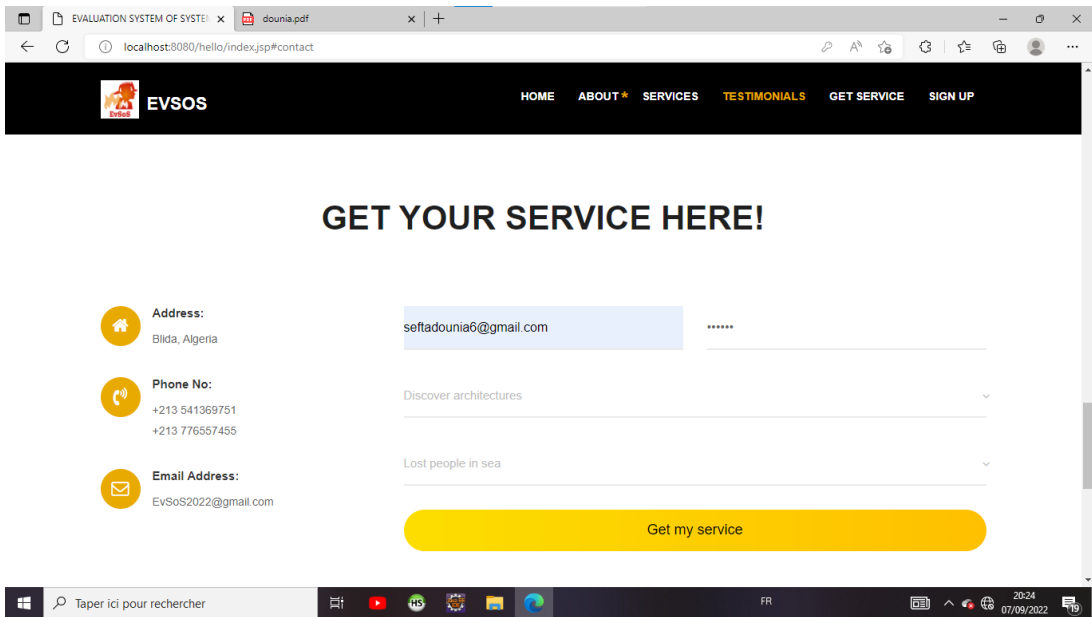 EVALUATION SYSTEM OF SYSTE
dounia.pdf
localhost:8080/hello/index.jsp#contact
EvSoS
EVSOS
HOME ABOUT * SERVICES TESTIMONIALS GET SERVICE SIGN UP
GET YOUR SERVICE HERE!
Address:
Blida, Algeria
Phone No:
+213 541369751
+213 776557455
Email Address:
EvSoS2022@gmail.com
seftadounia6@gmail.com ••••••
Discover architectures
Lost people in sea
Get my service
Taper ici pour rechercher
HS
FR
20:24
07/09/2022
19